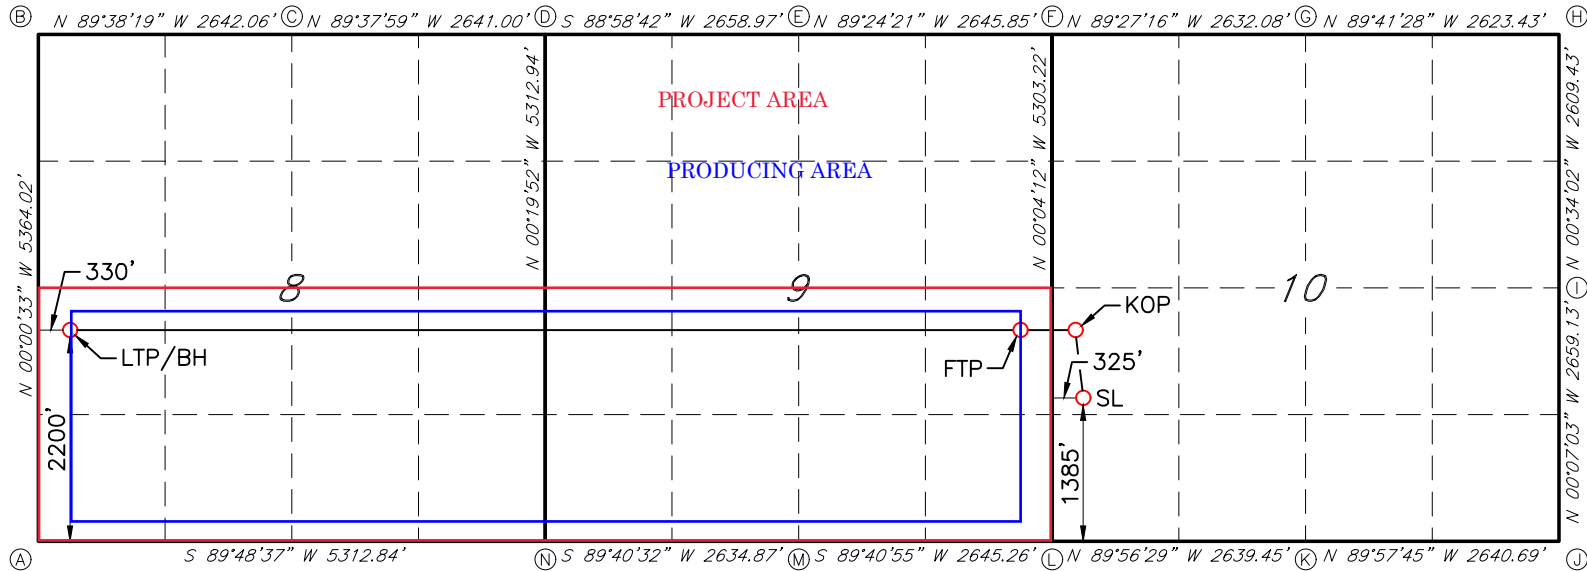 B N 89°38'19" W 2642.06' C N 89°37'59" W 2641.00' D S 88°58'42" W 2658.97' E N 89°24'21" W 2645.85' F N 89°27'16" W 2632.08' G N 89°41'28" W 2623.43' H
N 00°00'33" W 5364.02'
N 00°19'52" W 5312.94'
N 00°04'12" W 5303.22'
N 00°34'02" W 2609.43'
PROJECT AREA
PRODUCING AREA
330'
8
9
10
I
KOP
LTP/BH
FTP
325'
SL
2200'
1385'
N 00°07'03" W 2659.13'
A S 89°48'37" W 5312.84' N S 89°40'32" W 2634.87' M S 89°40'55" W 2645.26' L N 89°56'29" W 2639.45' K N 89°57'45" W 2640.69' J